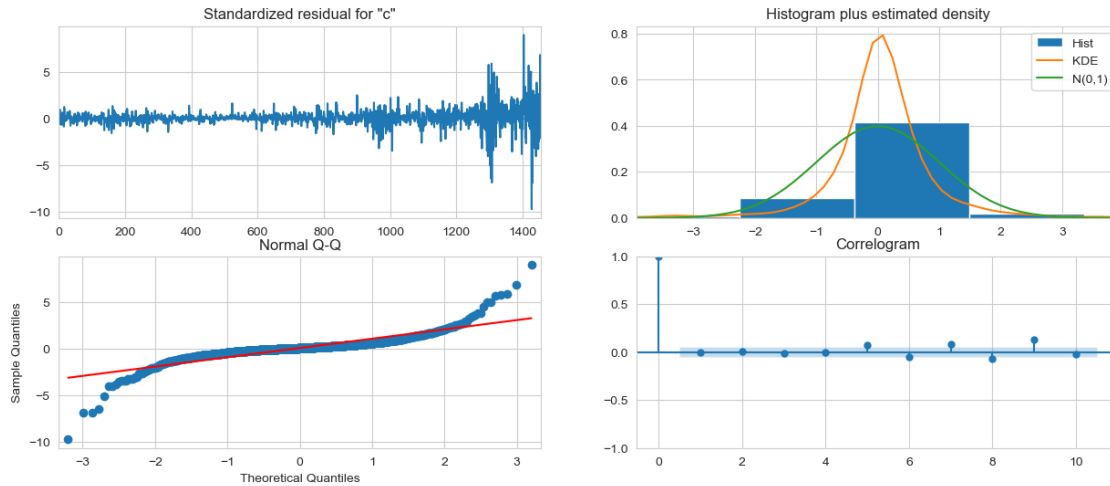 Standardized residual for "c"
5
0
−5
−10
0 200 400 600 800 1000 1200 1400
Histogram plus estimated density
0.8
0.6
0.4
0.2
0.0
Hist
KDE
N(0,1)
−3 −2 −1 0 1 2 3
Normal Q-Q
Sample Quantiles
5
0
−5
−10
−3 −2 −1 0 1 2 3
Theoretical Quantiles
Correlogram
1.0
0.5
0.0
−0.5
−1.0
0 2 4 6 8 10